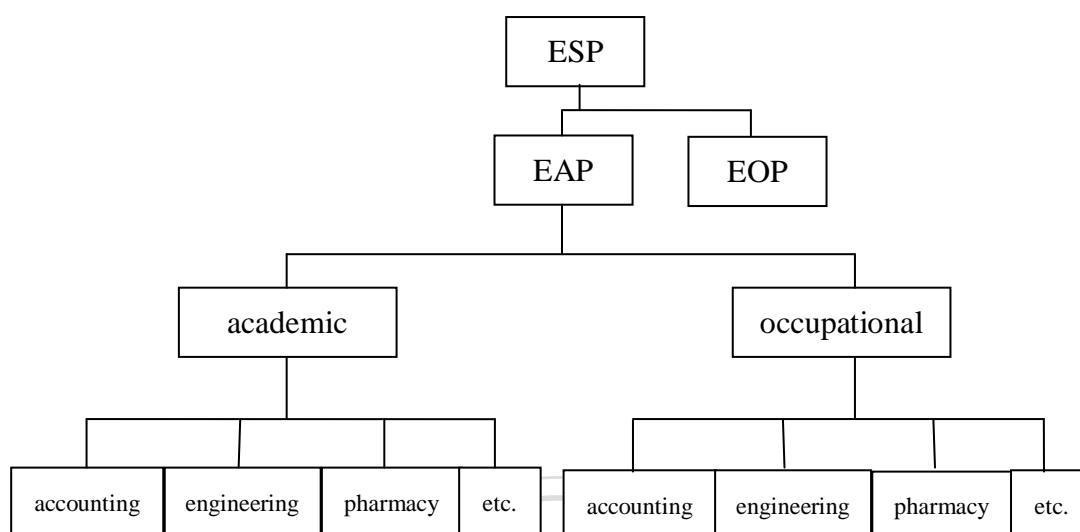 ESP
EAP EOP
academic occupational
accounting engineering pharmacy etc. accounting engineering pharmacy etc.